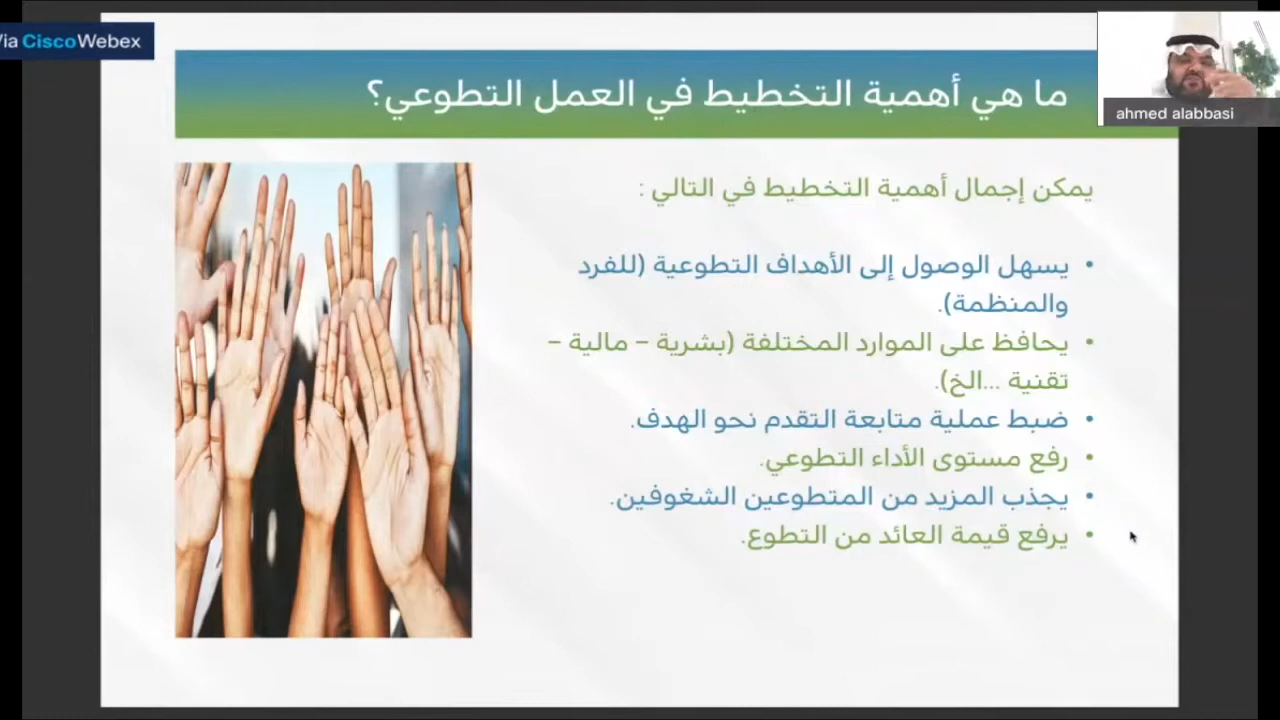 Via Cisco Webex
ahmed alabbasi
ما هي أهمية التخطيط في العمل التطوعي؟
يمكن إجمال أهمية التخطيط في التالي :
• يسهل الوصول إلى الأهداف التطوعية (للفرد
والمنظمة).
• يحافظ على الموارد المختلفة (بشرية – مالية –
تقنية ...الخ).
• ضبط عملية متابعة التقدم نحو الهدف.
• رفع مستوى الأداء التطوعي.
• يجذب المزيد من المتطوعين الشغوفين.
• يرفع قيمة العائد من التطوع.